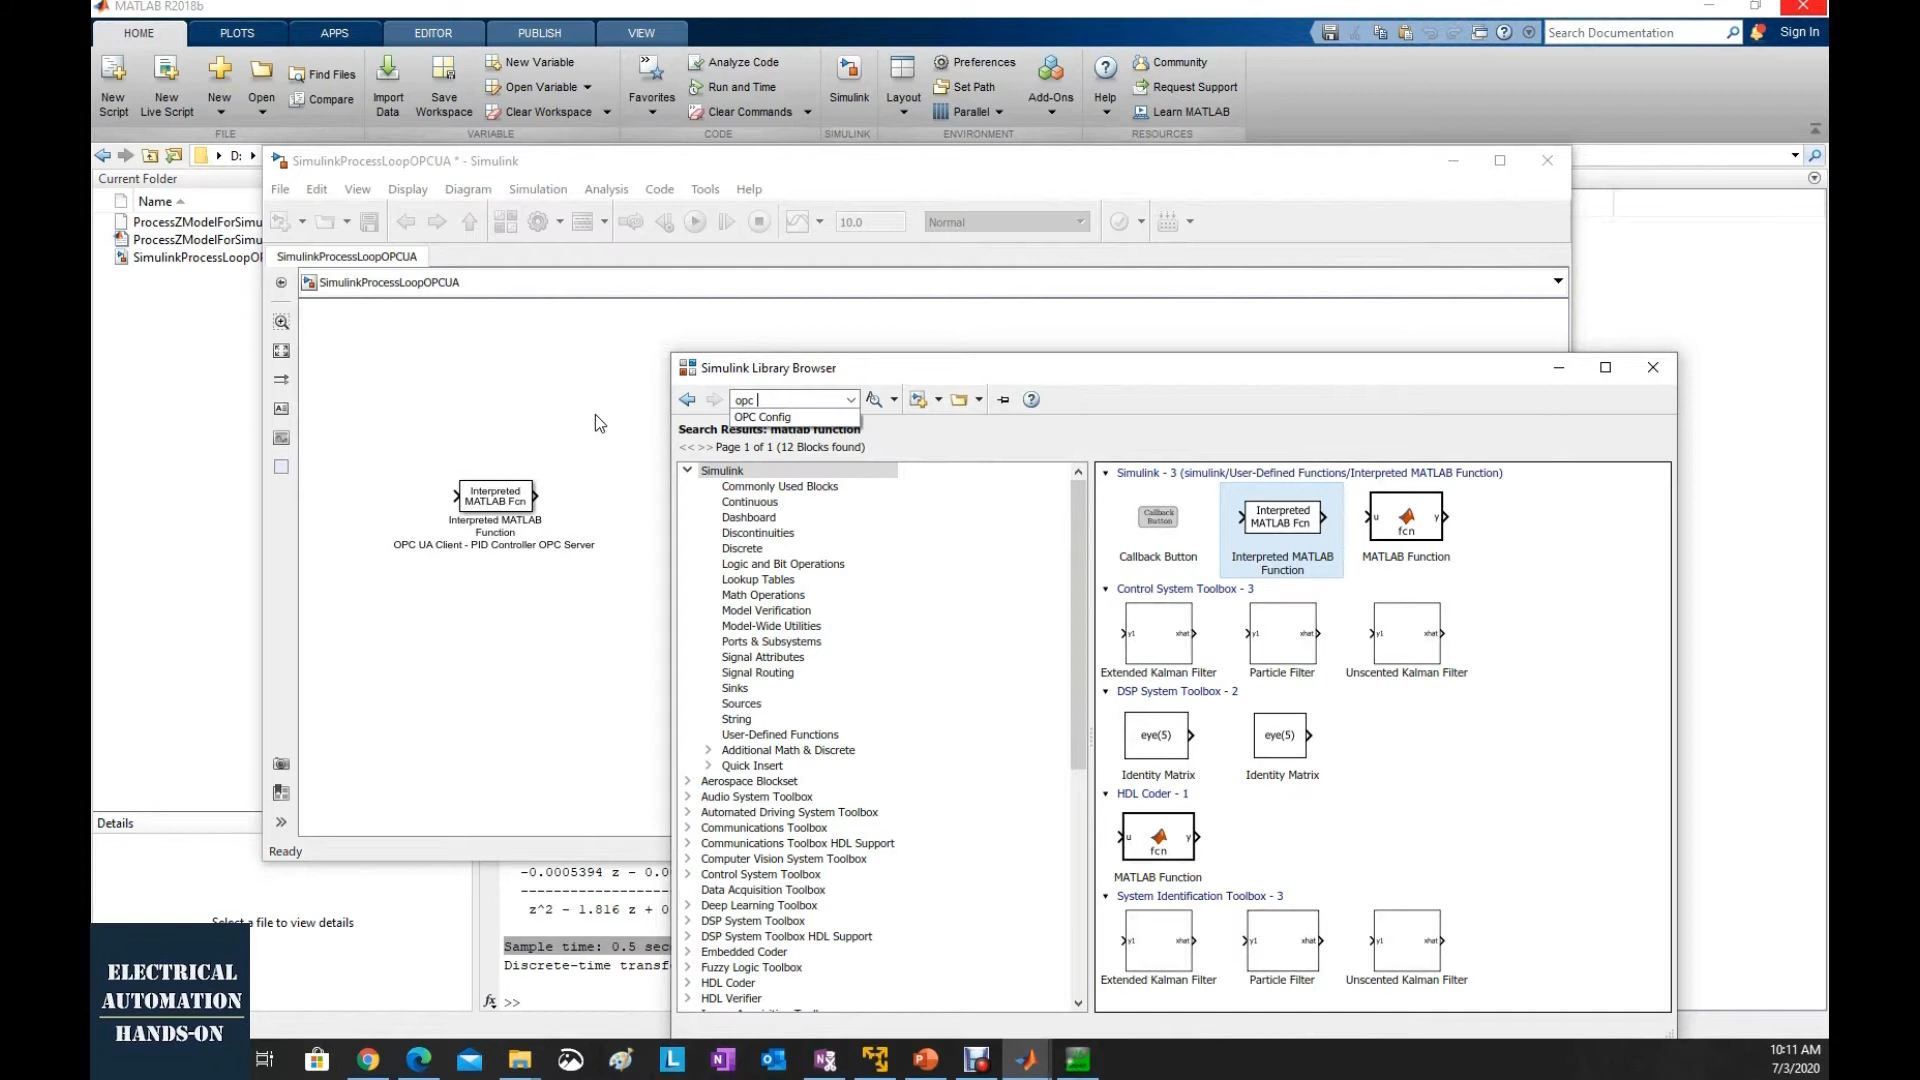 MATLAB R2018b
HOME
PLOTS
APPS
EDITOR
PUBLISH
VIEW
Search Documentation
Sign In
New Script
New Live Script
New
Open
Find Files
Compare
Import Data
Save Workspace
New Variable
Open Variable
Clear Workspace
Favorites
Analyze Code
Run and Time
Clear Commands
Simulink
Layout
Preferences
Set Path
Parallel
Add-Ons
Help
Community
Request Support
Learn MATLAB
FILE
VARIABLE
CODE
SIMULINK
ENVIRONMENT
RESOURCES
D:
Current Folder
Name
ProcessZModelForSimu
ProcessZModelForSimu
SimulinkProcessLoopOP
SimulinkProcessLoopOPCUA * - Simulink
File Edit View Display Diagram Simulation Analysis Code Tools Help
10.0
Normal
SimulinkProcessLoopOPCUA
SimulinkProcessLoopOPCUA
Interpreted
MATLAB Fcn
Interpreted MATLAB
Function
OPC UA Client - PID Controller OPC Server
Ready
Simulink Library Browser
opc
OPC Config
Search Results: matlab function
<< >> Page 1 of 1 (12 Blocks found)
Simulink
Commonly Used Blocks
Continuous
Dashboard
Discontinuities
Discrete
Logic and Bit Operations
Lookup Tables
Math Operations
Model Verification
Model-Wide Utilities
Ports & Subsystems
Signal Attributes
Signal Routing
Sinks
Sources
String
User-Defined Functions
Additional Math & Discrete
Quick Insert
Aerospace Blockset
Audio System Toolbox
Automated Driving System Toolbox
Communications Toolbox
Communications Toolbox HDL Support
Computer Vision System Toolbox
Control System Toolbox
Data Acquisition Toolbox
Deep Learning Toolbox
DSP System Toolbox
DSP System Toolbox HDL Support
Embedded Coder
Fuzzy Logic Toolbox
HDL Coder
HDL Verifier
Simulink - 3 (simulink/User-Defined Functions/Interpreted MATLAB Function)
Callback
Button
Interpreted
MATLAB Fcn
u fcn y
Callback Button
Interpreted MATLAB
Function
MATLAB Function
Control System Toolbox - 3
y1 xhat
y1 xhat
y1 xhat
Extended Kalman Filter
Particle Filter
Unscented Kalman Filter
DSP System Toolbox - 2
eye(5)
eye(5)
Identity Matrix
Identity Matrix
HDL Coder - 1
u fcn y
MATLAB Function
System Identification Toolbox - 3
y1 xhat
y1 xhat
y1 xhat
Extended Kalman Filter
Particle Filter
Unscented Kalman Filter
Details
Select a file to view details
-0.0005394 z - 0.0
z^2 - 1.816 z + 0
Sample time: 0.5 sec
Discrete-time transf
fx >>
ELECTRICAL
AUTOMATION
HANDS-ON
10:11 AM
7/3/2020